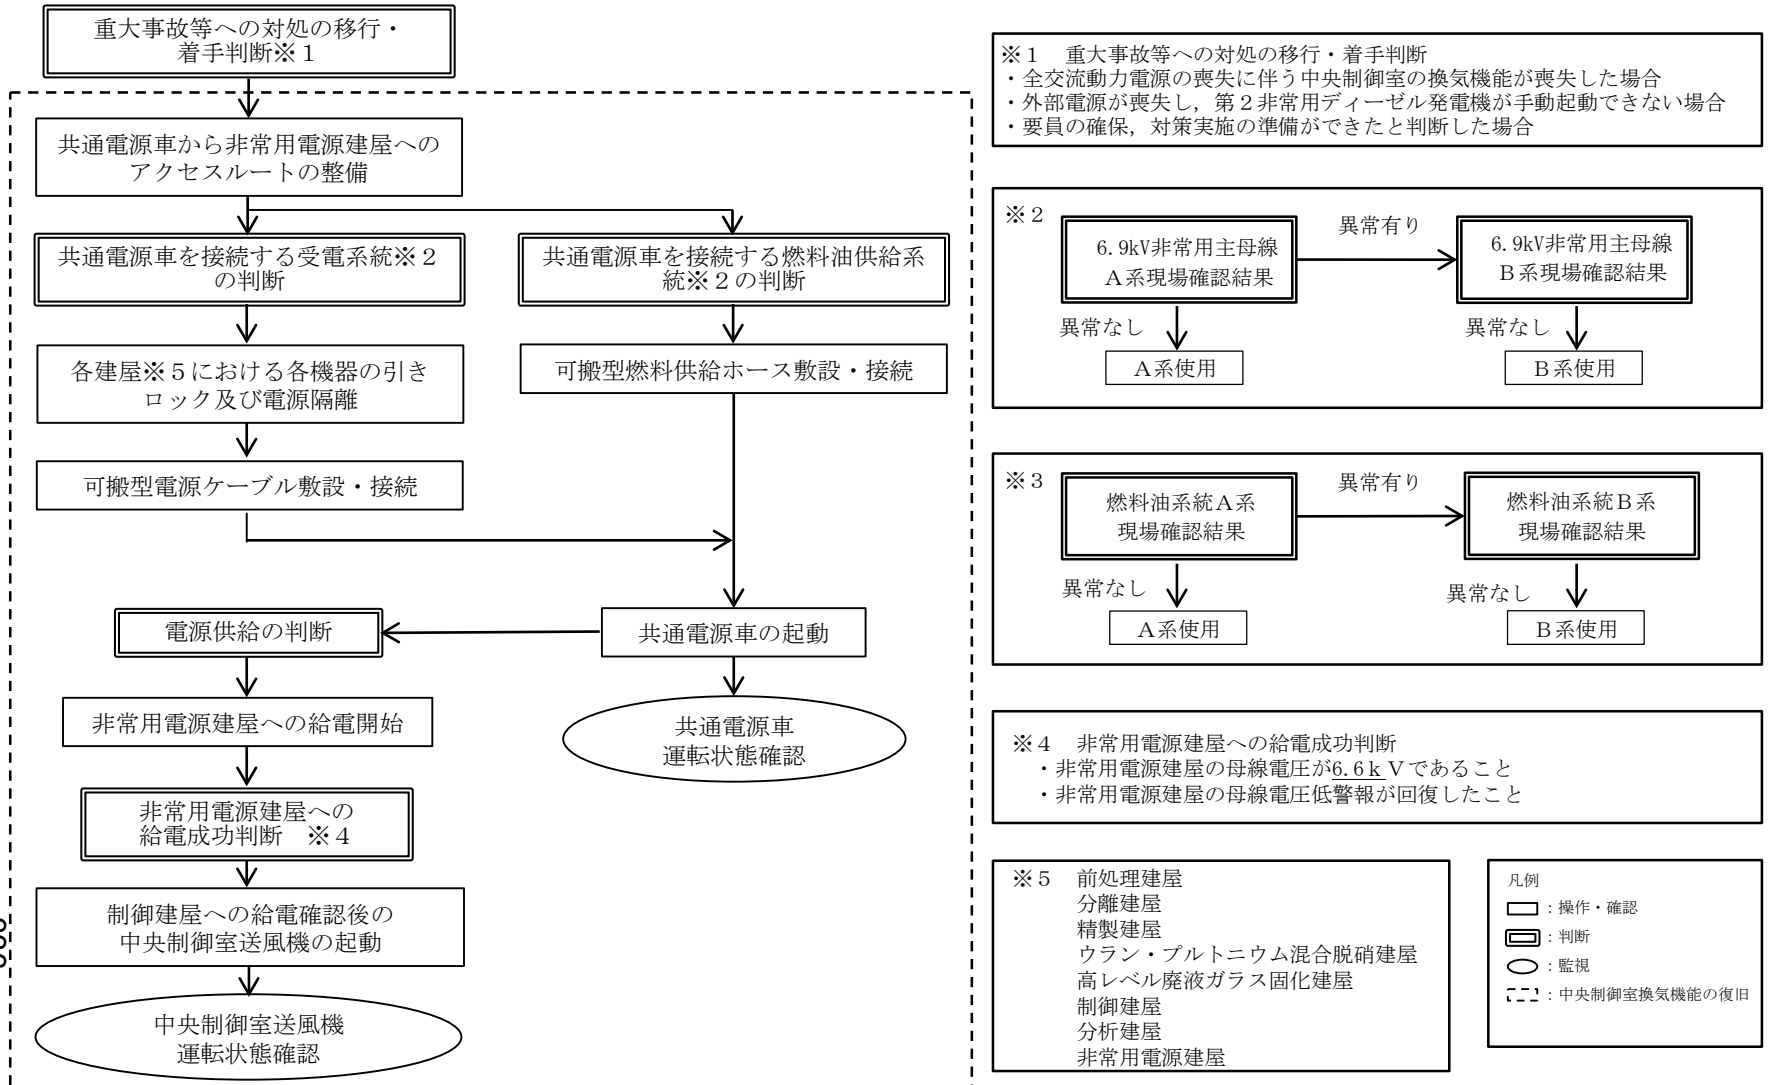 重大事故等への対処の移行・
着手判断※１
共通電源車から非常用電源建屋への
アクセスルートの整備
共通電源車を接続する受電系統※２
の判断
共通電源車を接続する燃料油供給系
統※２の判断
各建屋※５における各機器の引き
ロック及び電源隔離
可搬型燃料供給ホース敷設・接続
可搬型電源ケーブル敷設・接続
電源供給の判断
共通電源車の起動
非常用電源建屋への給電開始
共通電源車
運転状態確認
非常用電源建屋への
給電成功判断　※４
制御建屋への給電確認後の
中央制御室送風機の起動
中央制御室送風機
運転状態確認
※１　重大事故等への対処の移行・着手判断
・全交流動力電源の喪失に伴う中央制御室の換気機能が喪失した場合
・外部電源が喪失し，第２非常用ディーゼル発電機が手動起動できない場合
・要員の確保，対策実施の準備ができたと判断した場合
※２
6.9kV非常用主母線
Ａ系現場確認結果
異常有り
6.9kV非常用主母線
Ｂ系現場確認結果
異常なし
異常なし
Ａ系使用
Ｂ系使用
※３
燃料油系統Ａ系
現場確認結果
異常有り
燃料油系統Ｂ系
現場確認結果
異常なし
異常なし
Ａ系使用
Ｂ系使用
※４　非常用電源建屋への給電成功判断
・非常用電源建屋の母線電圧が6.6ｋＶであること
・非常用電源建屋の母線電圧低警報が回復したこと
※５　前処理建屋
分離建屋
精製建屋
ウラン・プルトニウム混合脱硝建屋
高レベル廃液ガラス固化建屋
制御建屋
分析建屋
非常用電源建屋
凡例
：操作・確認
：判断
：監視
：中央制御室換気機能の復旧